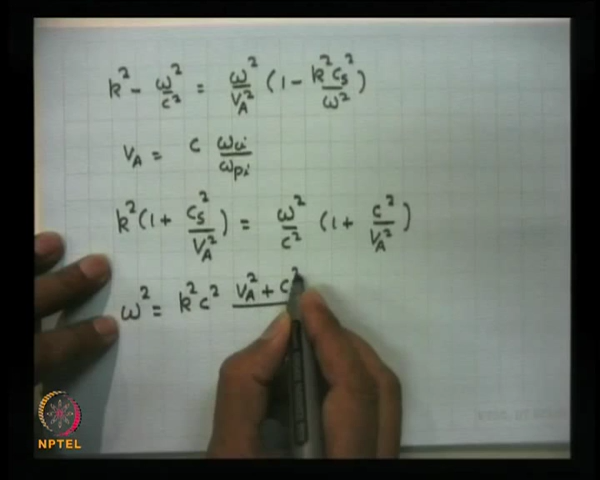 k² − ω²/c² = ω²/V_A² (1 − k²c_s²/ω²)
V_A = c ω_ci/ω_pi
k²(1 + c_s²/V_A²) = ω²/c² (1 + c²/V_A²)
ω² = k²c² V_A² + c²
NPTEL